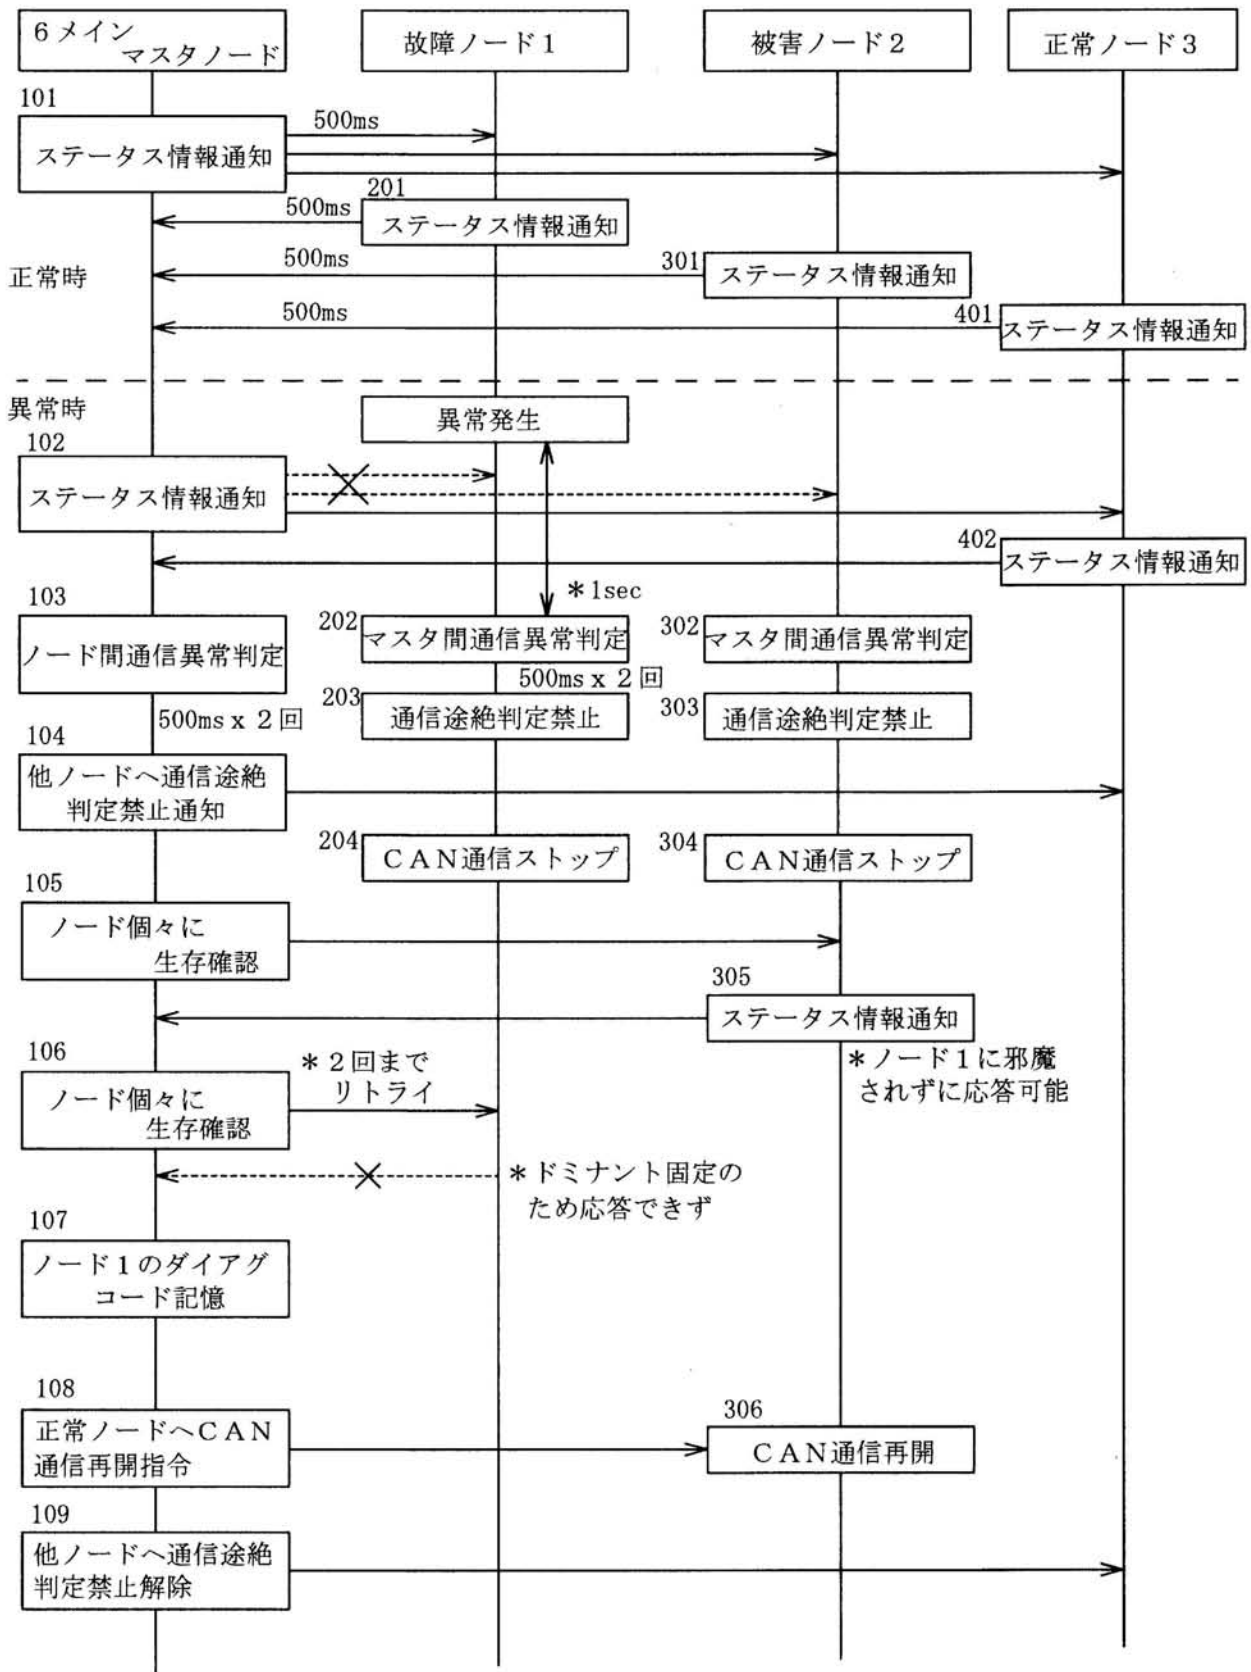 6メイン
マスタノード
故障ノード1
被害ノード2
正常ノード3
101
ステータス情報通知
500ms
201
ステータス情報通知
500ms
正常時
301
ステータス情報通知
500ms
401
ステータス情報通知
500ms
異常時
異常発生
102
ステータス情報通知
402
ステータス情報通知
*1sec
103
ノード間通信異常判定
202
マスタ間通信異常判定
302
マスタ間通信異常判定
500ms x 2回
203
通信途絶判定禁止
303
通信途絶判定禁止
500ms x 2回
104
他ノードへ通信途絶
判定禁止通知
204
CAN通信ストップ
304
CAN通信ストップ
105
ノード個々に
生存確認
305
ステータス情報通知
*ノード1に邪魔
されずに応答可能
106
ノード個々に
生存確認
*2回まで
リトライ
*ドミナント固定の
ため応答できず
107
ノード1のダイアグ
コード記憶
108
正常ノードへCAN
通信再開指令
306
CAN通信再開
109
他ノードへ通信途絶
判定禁止解除